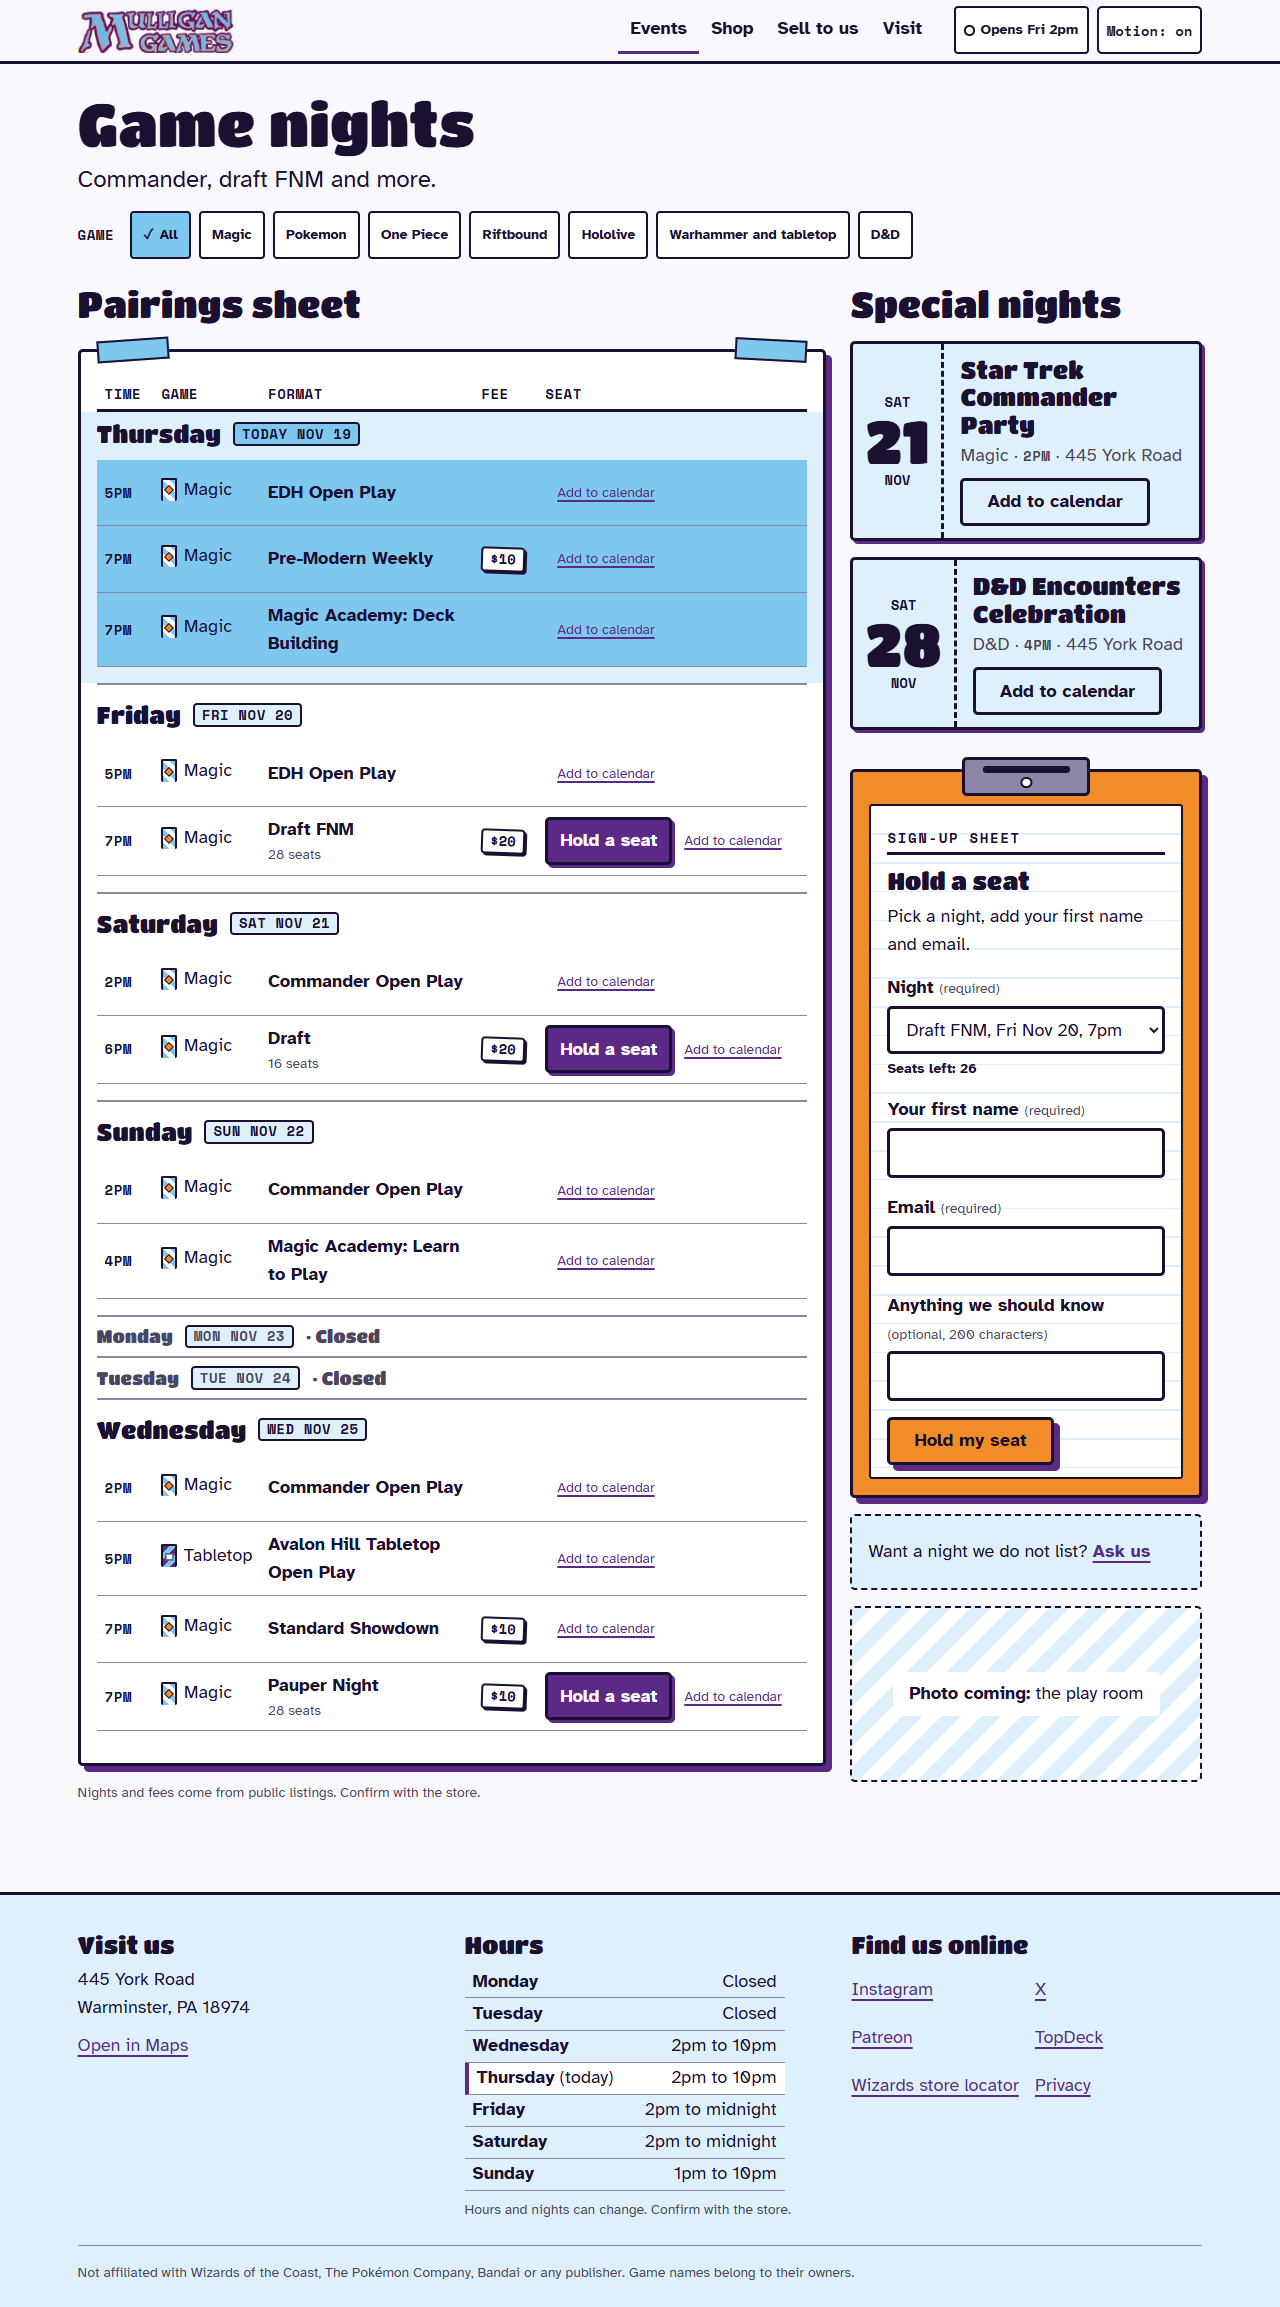 MULLIGAN GAMES
Events Shop Sell to us Visit Opens Fri 2pm Motion: on
Game nights
Commander, draft FNM and more.
GAME ✓ All Magic Pokemon One Piece Riftbound Hololive Warhammer and tabletop D&D
Pairings sheet
TIME GAME FORMAT FEE SEAT
Thursday TODAY NOV 19
5PM Magic EDH Open Play Add to calendar
7PM Magic Pre-Modern Weekly $10 Add to calendar
7PM Magic Magic Academy: Deck Building Add to calendar
Friday FRI NOV 20
5PM Magic EDH Open Play Add to calendar
7PM Magic Draft FNM $20 Hold a seat Add to calendar
28 seats
Saturday SAT NOV 21
2PM Magic Commander Open Play Add to calendar
6PM Magic Draft $20 Hold a seat Add to calendar
16 seats
Sunday SUN NOV 22
2PM Magic Commander Open Play Add to calendar
4PM Magic Magic Academy: Learn to Play Add to calendar
Monday MON NOV 23 · Closed
Tuesday TUE NOV 24 · Closed
Wednesday WED NOV 25
2PM Magic Commander Open Play Add to calendar
5PM Tabletop Avalon Hill Tabletop Open Play Add to calendar
7PM Magic Standard Showdown $10 Add to calendar
7PM Magic Pauper Night $10 Hold a seat Add to calendar
28 seats
Nights and fees come from public listings. Confirm with the store.
Special nights
SAT
21
NOV
Star Trek
Commander
Party
Magic · 2PM · 445 York Road
Add to calendar
SAT
28
NOV
D&D Encounters
Celebration
D&D · 4PM · 445 York Road
Add to calendar
SIGN-UP SHEET
Hold a seat
Pick a night, add your first name
and email.
Night (required)
Draft FNM, Fri Nov 20, 7pm
Seats left: 26
Your first name (required)
Email (required)
Anything we should know
(optional, 200 characters)
Hold my seat
Want a night we do not list? Ask us
Photo coming: the play room
Visit us
445 York Road
Warminster, PA 18974
Open in Maps
Hours
Monday Closed
Tuesday Closed
Wednesday 2pm to 10pm
Thursday (today) 2pm to 10pm
Friday 2pm to midnight
Saturday 2pm to midnight
Sunday 1pm to 10pm
Hours and nights can change. Confirm with the store.
Find us online
Instagram X
Patreon TopDeck
Wizards store locator Privacy
Not affiliated with Wizards of the Coast, The Pokémon Company, Bandai or any publisher. Game names belong to their owners.